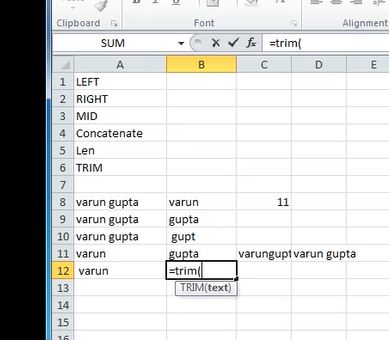 Clipboard Font Alignment
SUM =trim(
A B C D E
1 LEFT
2 RIGHT
3 MID
4 Concatenate
5 Len
6 TRIM
7
8 varun gupta varun 11
9 varun gupta gupta
10 varun gupta gupt
11 varun gupta varungupt varun gupta
12 varun =trim(
13 TRIM(text)
14
15
16